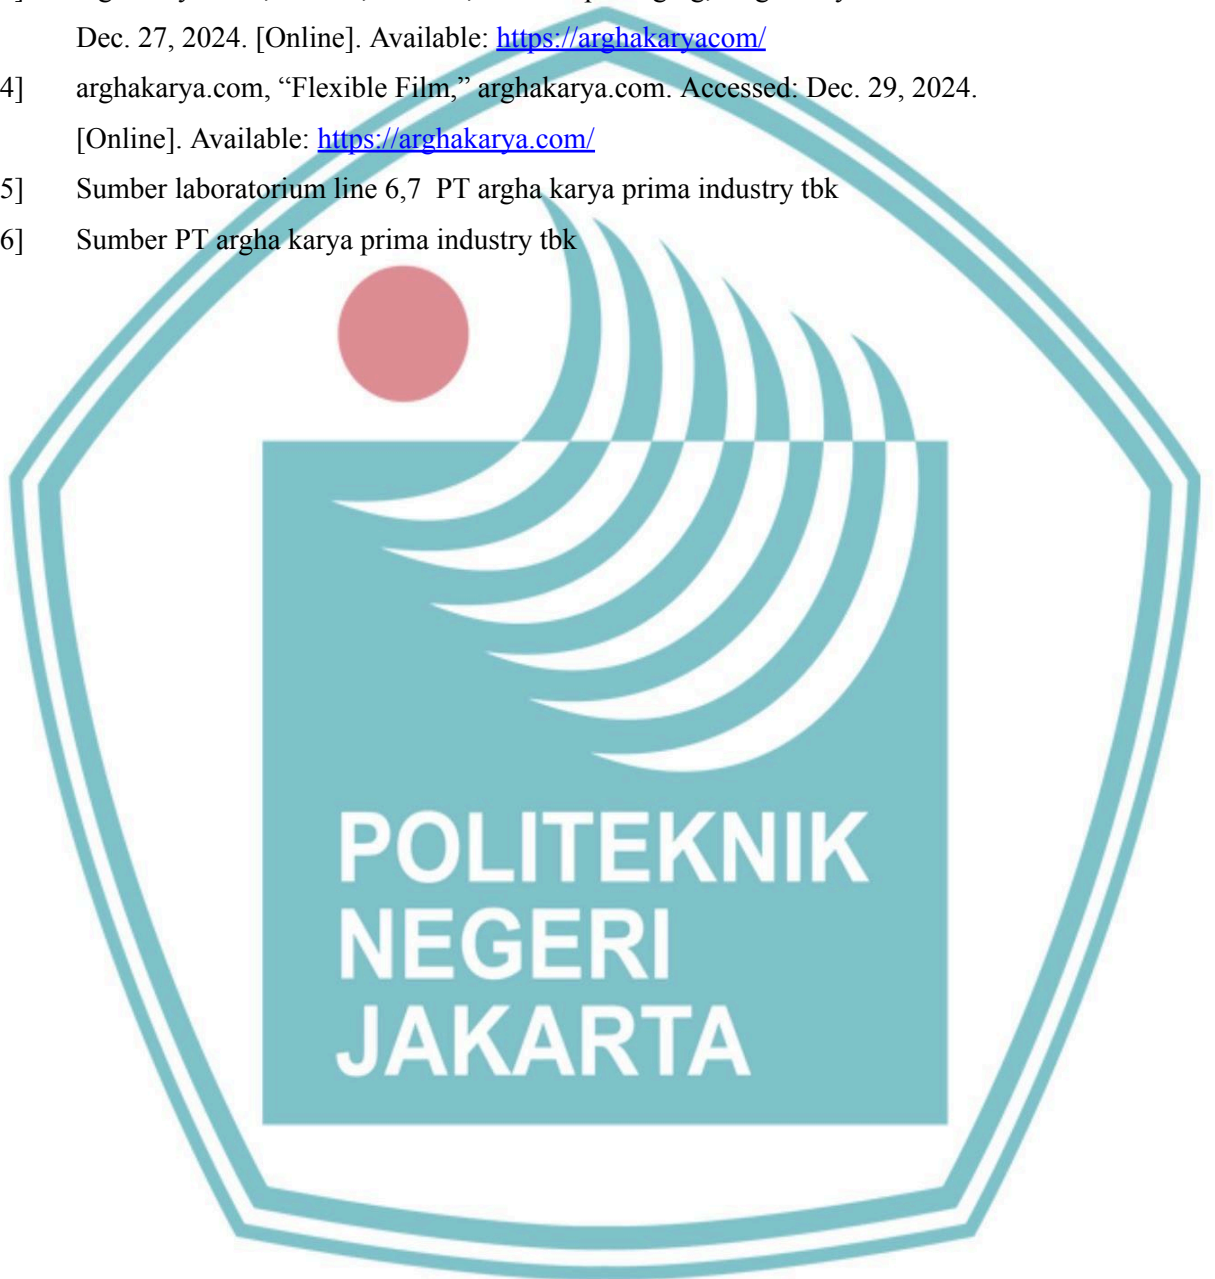 Dec. 27, 2024. [Online]. Available: https://arghakaryacom/
4] arghakarya.com, “Flexible Film,” arghakarya.com. Accessed: Dec. 29, 2024.
[Online]. Available: https://arghakarya.com/
5] Sumber laboratorium line 6,7 PT argha karya prima industry tbk
6] Sumber PT argha karya prima industry tbk
POLITEKNIK
NEGERI
JAKARTA